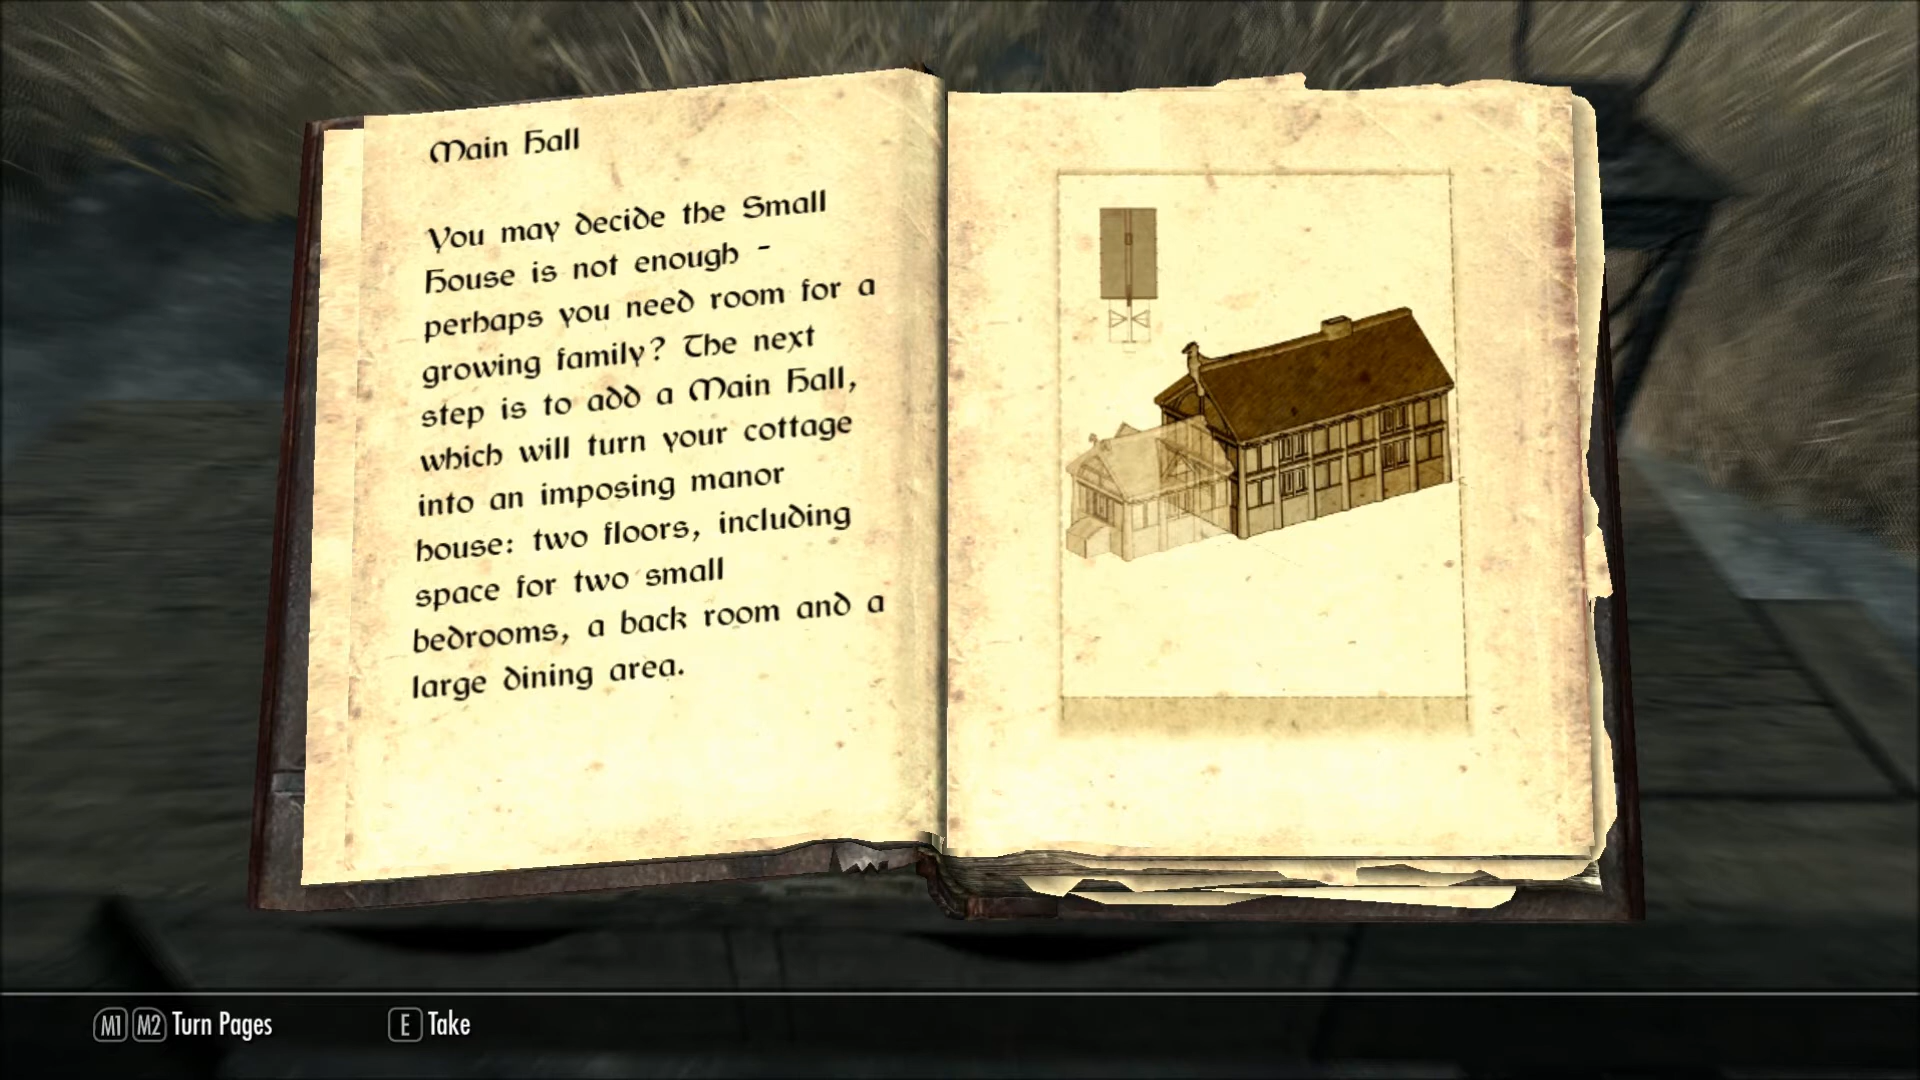 Main Hall
You may decide the Small
House is not enough -
perhaps you need room for a
growing family? The next
step is to add a Main Hall,
which will turn your cottage
into an imposing manor
house: two floors, including
space for two small
bedrooms, a back room and a
large dining area.
M1 M2 Turn Pages
E Take